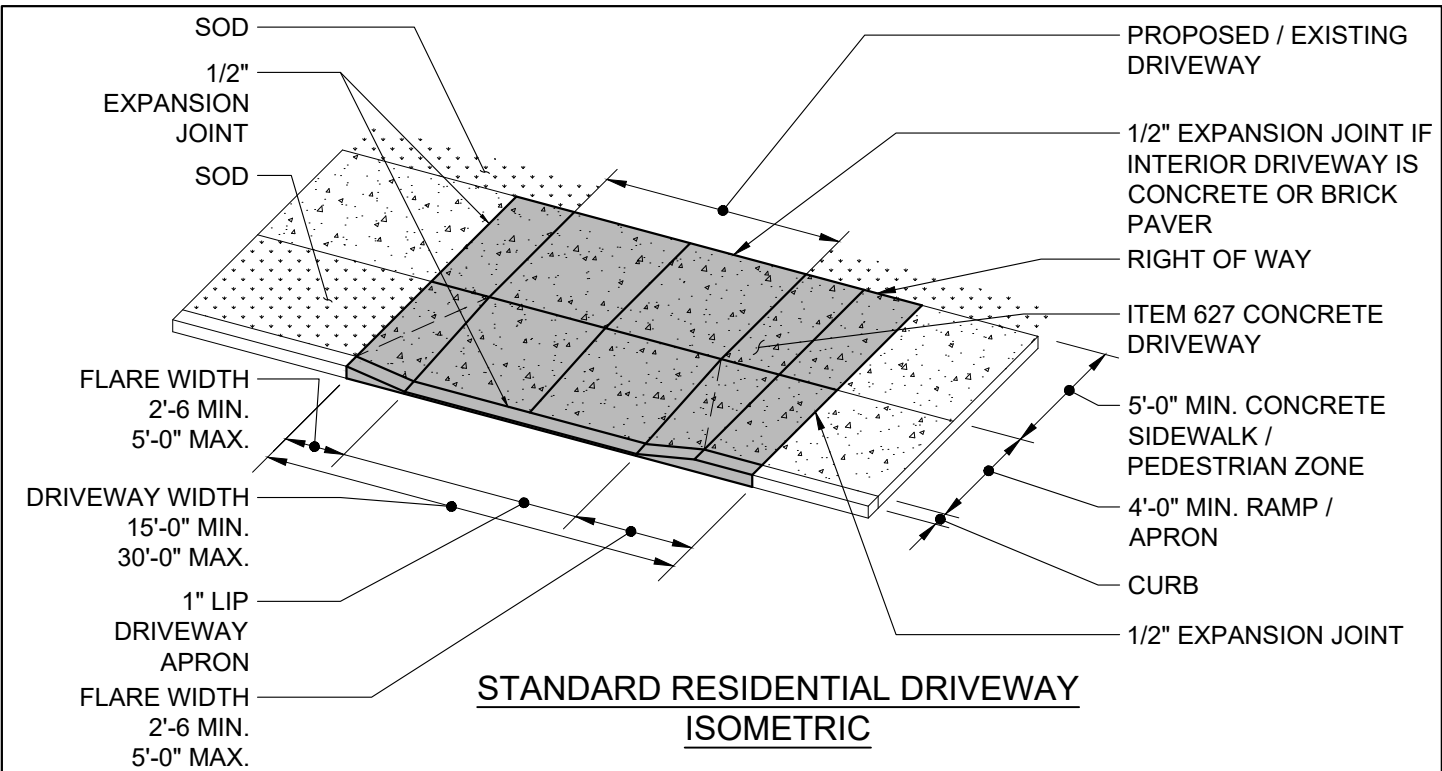 SOD
1/2"
EXPANSION
JOINT
SOD
FLARE WIDTH
2'-6 MIN.
5'-0" MAX.
DRIVEWAY WIDTH
15'-0" MIN.
30'-0" MAX.
1" LIP
DRIVEWAY
APRON
FLARE WIDTH
2'-6 MIN.
5'-0" MAX.
PROPOSED / EXISTING
DRIVEWAY
1/2" EXPANSION JOINT IF
INTERIOR DRIVEWAY IS
CONCRETE OR BRICK
PAVER
RIGHT OF WAY
ITEM 627 CONCRETE
DRIVEWAY
5'-0" MIN. CONCRETE
SIDEWALK /
PEDESTRIAN ZONE
4'-0" MIN. RAMP /
APRON
CURB
1/2" EXPANSION JOINT
STANDARD RESIDENTIAL DRIVEWAY
ISOMETRIC